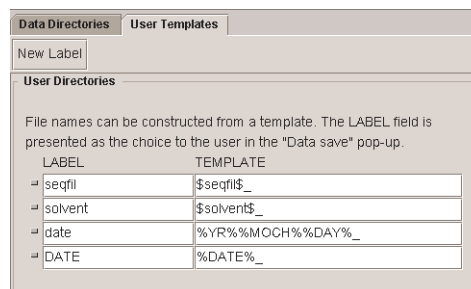 Data Directories User Templates
New Label
User Directories
File names can be constructed from a template. The LABEL field is
presented as the choice to the user in the "Data save" pop-up.
LABEL TEMPLATE
seqfil $seqfil$_
solvent $solvent$_
date %YR%%MOCH%%DAY%_
DATE %DATE%_